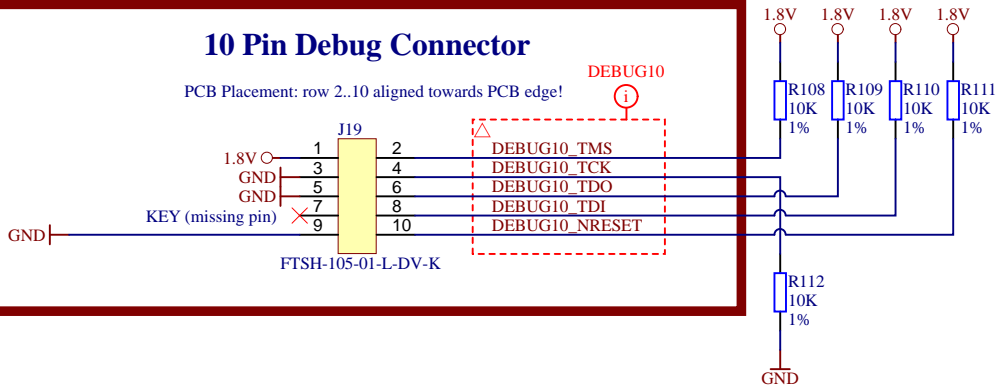 10 Pin Debug Connector
PCB Placement: row 2..10 aligned towards PCB edge!
DEBUG10
i
J19
1.8V 1 2 DEBUG10_TMS
GND 3 4 DEBUG10_TCK
GND 5 6 DEBUG10_TDO
KEY (missing pin) 7 8 DEBUG10_TDI
GND 9 10 DEBUG10_NRESET
FTSH-105-01-L-DV-K
1.8V 1.8V 1.8V 1.8V
R108 R109 R110 R111
10K 10K 10K 10K
1% 1% 1% 1%
R112
10K
1%
GND